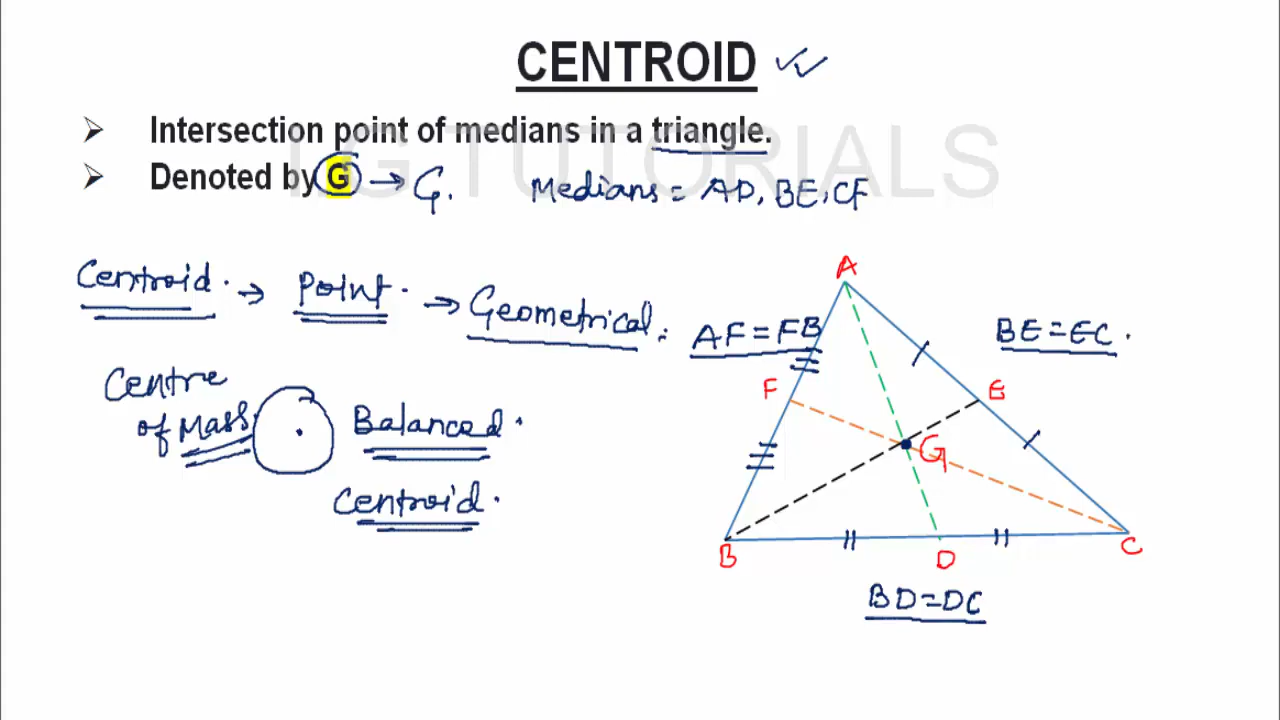 CENTROID
Intersection point of medians in a triangle.
Denoted by G → G. Medians = AD, BE, CF
TUTORIALS
Centroid. → Point. → Geometrical.
AF=FB
BE=EC.
Centre
of Mass
Balanced.
Centroid.
A
F
E
G
B
D
C
BD=DC